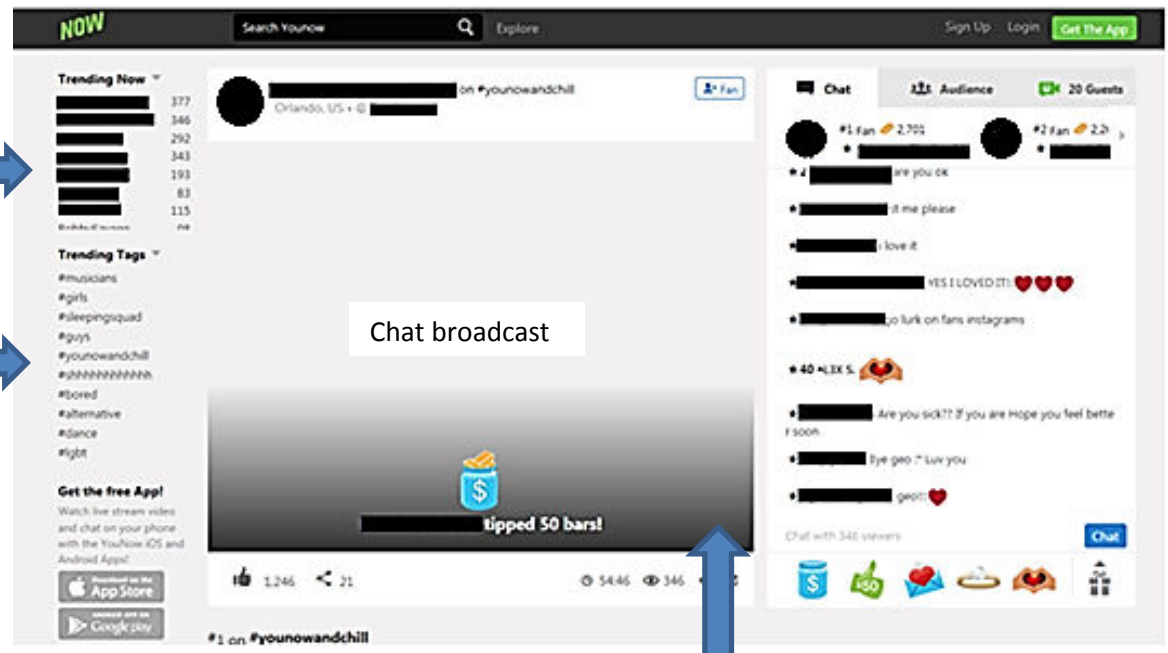 NOW
Search Younow
Explore
Sign Up
Login
Get The App
Trending Now
377
346
292
343
193
83
115
Trending Tags
#musicians
#girls
#sleepingsquad
#guys
#younowandchill
#shhhhhhhhhhhh
#bored
#alternative
#dance
#lgbt
Get the free App!
Watch live stream video
and chat on your phone
with the YouNow iOS and
Android Apps!
App Store
Google play
on #younowandchill
Orlando, US
Fan
Chat broadcast
$
tipped 50 bars!
1,246
21
54:46
346
#1 on #younowandchill
Chat
Audience
20 Guests
#1 Fan 2,701
#2 Fan
are you ok
it me please
love it
YES I LOVED IT!
go lurk on fans instagrams
40
S.
Are you sick?? If you are Hope you feel bette
r soon
Luv you
Chat with 346 viewers
Chat
$
50